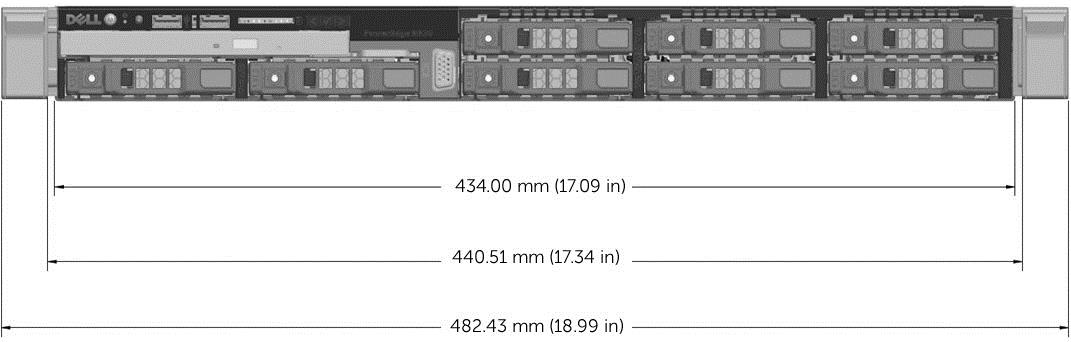 DELL
434.00 mm (17.09 in)
440.51 mm (17.34 in)
482.43 mm (18.99 in)